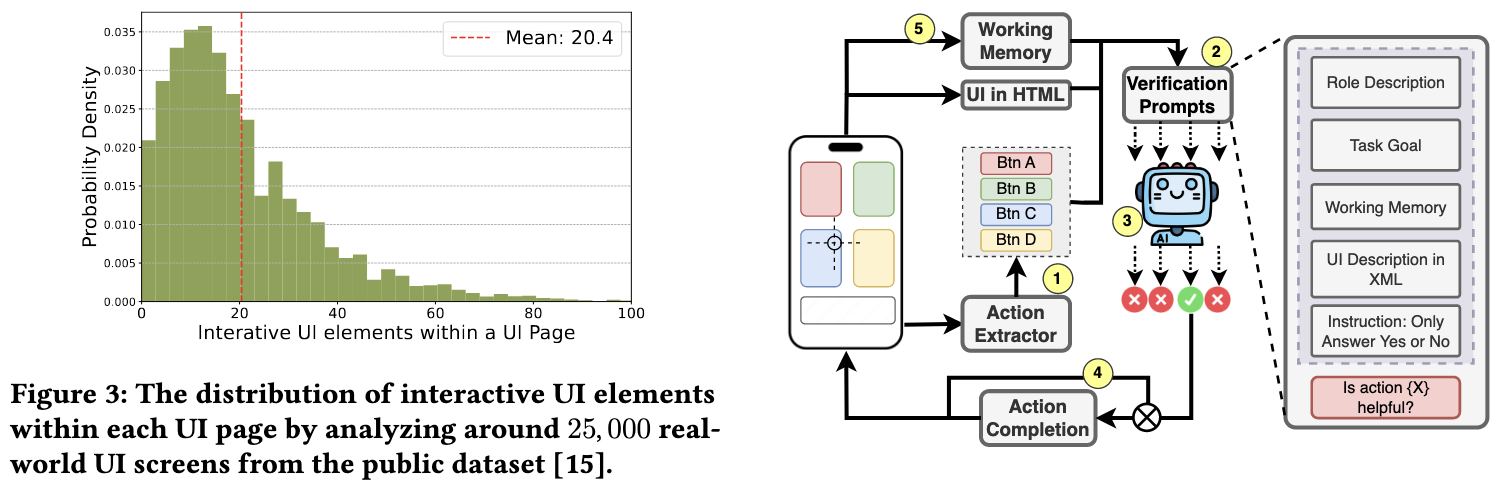 Probability Density
0.035
0.030
0.025
0.020
0.015
0.010
0.005
0.000
Mean: 20.4
0 20 40 60 80 100
Interative UI elements within a UI Page
Figure 3: The distribution of interactive UI elements
within each UI page by analyzing around 25,000 real-
world UI screens from the public dataset [15].
5
Working
Memory
UI in HTML
Btn A
Btn B
Btn C
Btn D
1
Action
Extractor
2
Verification
Prompts
3
AI
4
Action
Completion
Role Description
Task Goal
Working Memory
UI Description in
XML
Instruction: Only
Answer Yes or No
Is action {X}
helpful?